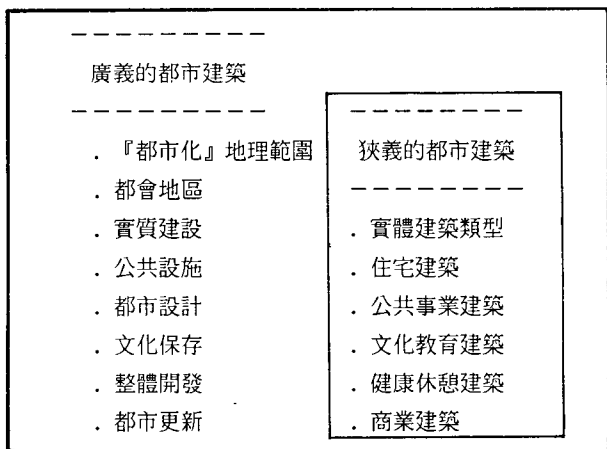 廣義的都市建築
．『都市化』地理範圍
．都會地區
．實質建設
．公共設施
．都市設計
．文化保存
．整體開發
．都市更新
狹義的都市建築
．實體建築類型
．住宅建築
．公共事業建築
．文化教育建築
．健康休憩建築
．商業建築